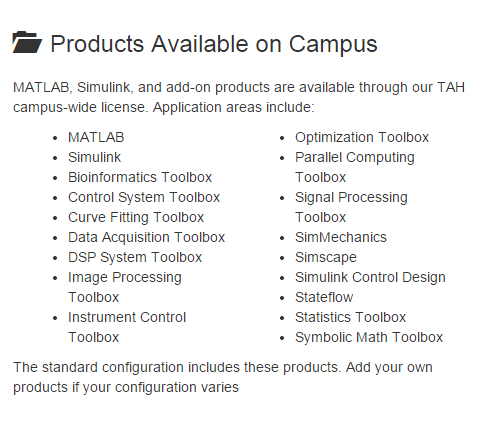 Products Available on Campus
MATLAB, Simulink, and add-on products are available through our TAH
campus-wide license. Application areas include:
• MATLAB
• Simulink
• Bioinformatics Toolbox
• Control System Toolbox
• Curve Fitting Toolbox
• Data Acquisition Toolbox
• DSP System Toolbox
• Image Processing
Toolbox
• Instrument Control
Toolbox
• Optimization Toolbox
• Parallel Computing
Toolbox
• Signal Processing
Toolbox
• SimMechanics
• Simscape
• Simulink Control Design
• Stateflow
• Statistics Toolbox
• Symbolic Math Toolbox
The standard configuration includes these products. Add your own
products if your configuration varies